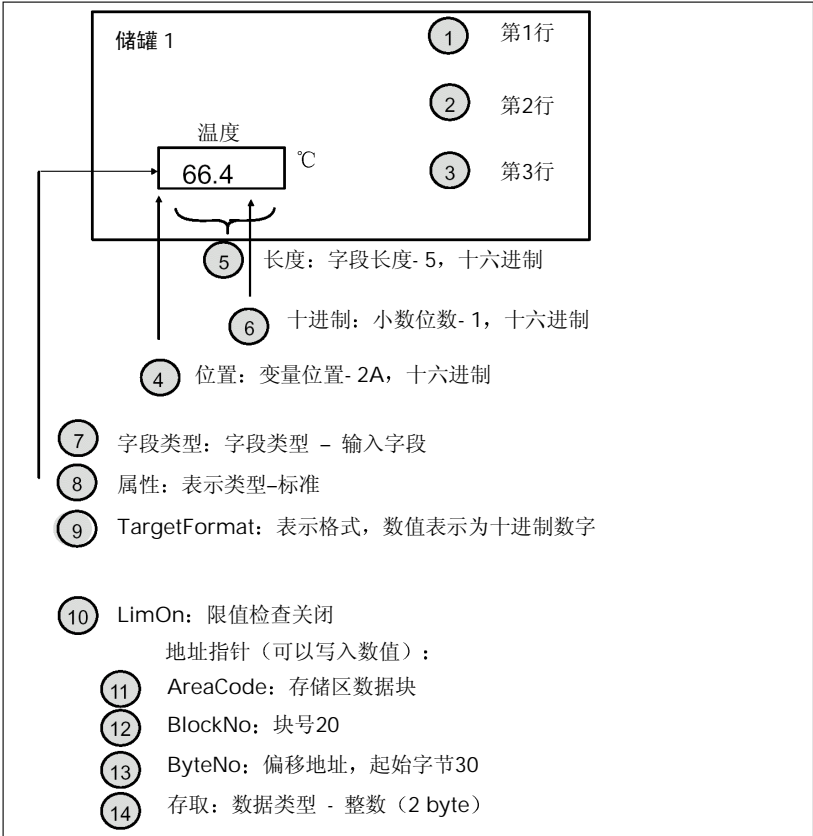 储罐 1
1 第1行
2 第2行
温度
66.4 ℃
3 第3行
5 长度：字段长度- 5，十六进制
6 十进制：小数位数- 1，十六进制
4 位置：变量位置- 2A，十六进制
7 字段类型：字段类型 – 输入字段
8 属性：表示类型–标准
9 TargetFormat：表示格式，数值表示为十进制数字
10 LimOn：限值检查关闭
地址指针（可以写入数值）：
11 AreaCode：存储区数据块
12 BlockNo：块号20
13 ByteNo：偏移地址，起始字节30
14 存取：数据类型 - 整数（2 byte）